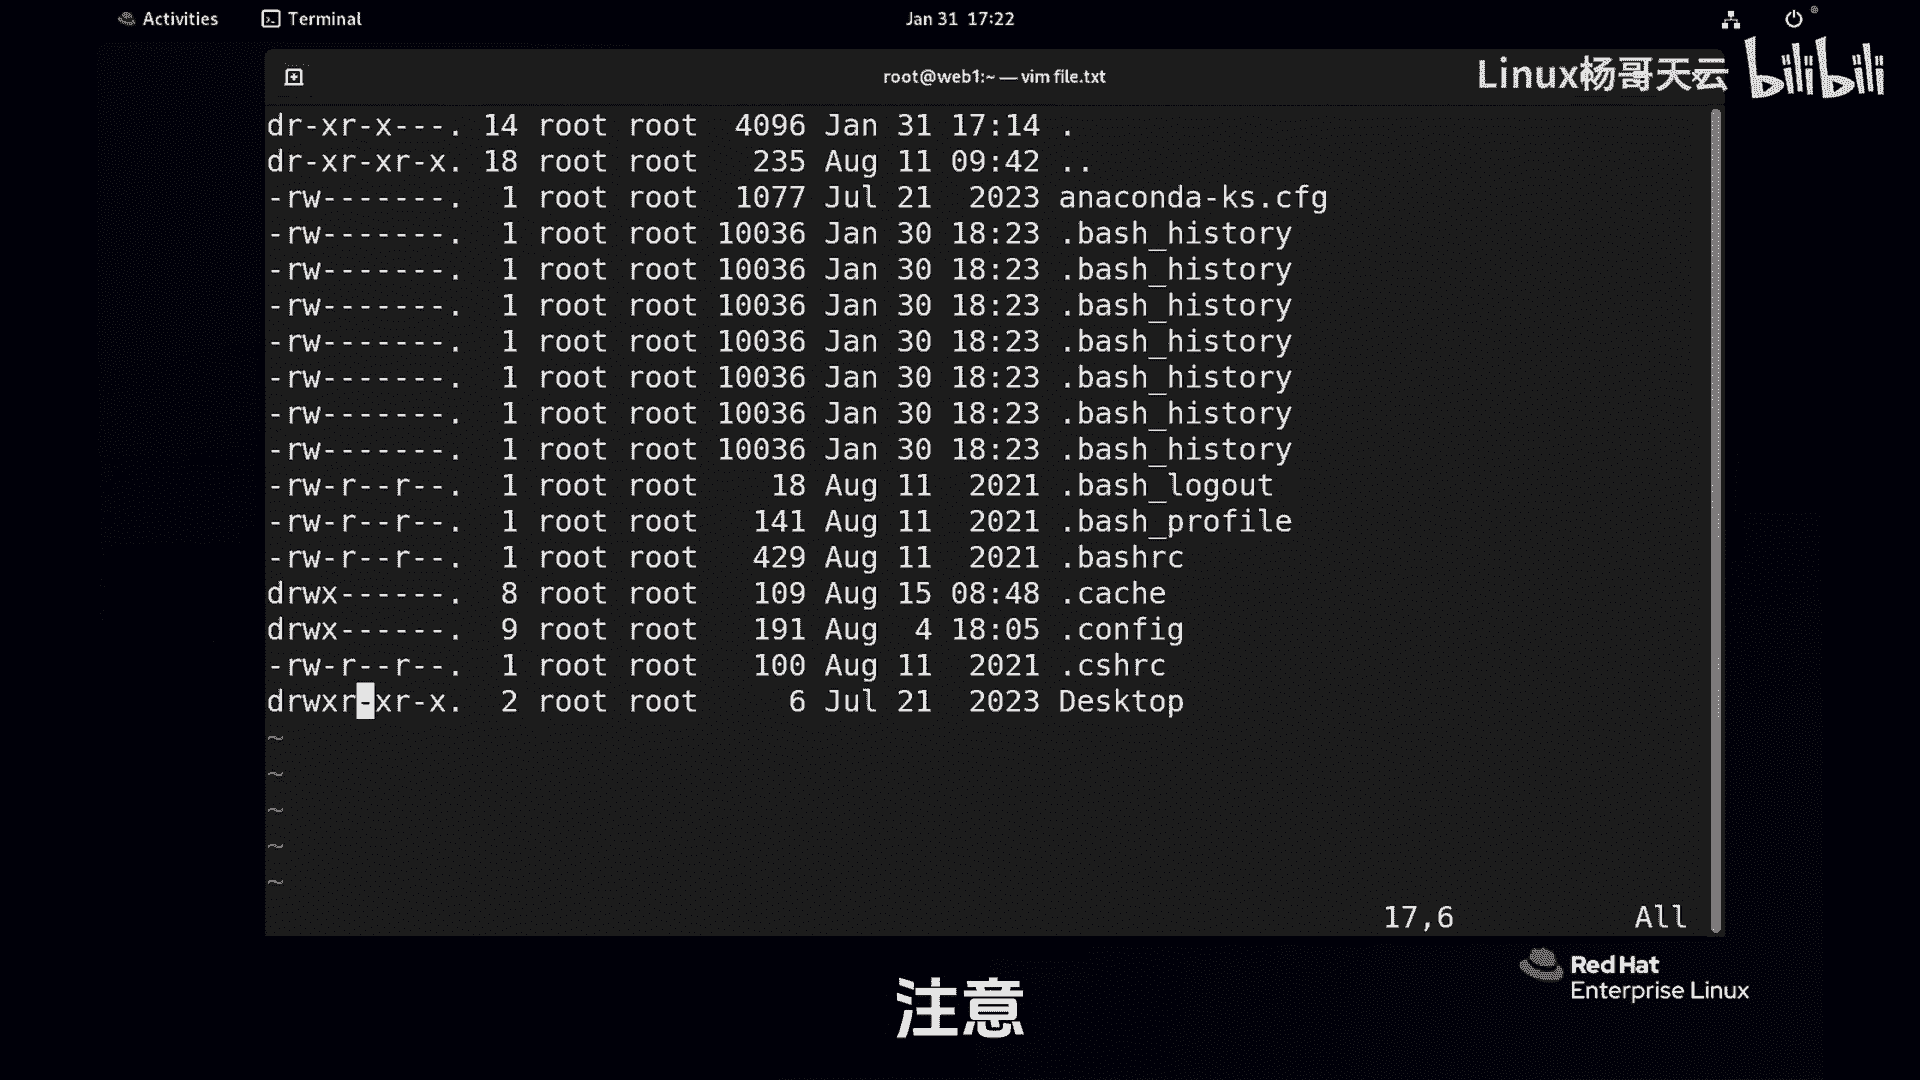 Activities Terminal Jan 31 17:22
root@web1:~ — vim file.txt
Linux杨哥天云 bilibili
dr-xr-x---. 14 root root  4096 Jan 31 17:14 .
dr-xr-xr-x. 18 root root   235 Aug 11 09:42 ..
-rw-------.  1 root root  1077 Jul 21  2023 anaconda-ks.cfg
-rw-------.  1 root root 10036 Jan 30 18:23 .bash_history
-rw-------.  1 root root 10036 Jan 30 18:23 .bash_history
-rw-------.  1 root root 10036 Jan 30 18:23 .bash_history
-rw-------.  1 root root 10036 Jan 30 18:23 .bash_history
-rw-------.  1 root root 10036 Jan 30 18:23 .bash_history
-rw-------.  1 root root 10036 Jan 30 18:23 .bash_history
-rw-------.  1 root root 10036 Jan 30 18:23 .bash_history
-rw-r--r--.  1 root root    18 Aug 11  2021 .bash_logout
-rw-r--r--.  1 root root   141 Aug 11  2021 .bash_profile
-rw-r--r--.  1 root root   429 Aug 11  2021 .bashrc
drwx------.  8 root root   109 Aug 15 08:48 .cache
drwx------.  9 root root   191 Aug  4 18:05 .config
-rw-r--r--.  1 root root   100 Aug 11  2021 .cshrc
drwxr-xr-x.  2 root root     6 Jul 21  2023 Desktop
~
~
~
~
~
17,6 All
Red Hat
Enterprise Linux
注意